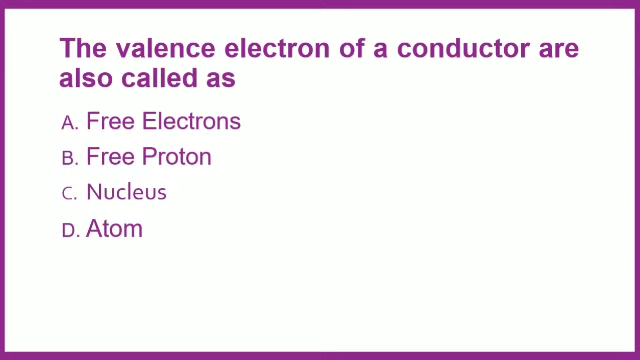 The valence electron of a conductor are
also called as
A. Free Electrons
B. Free Proton
C. Nucleus
D. Atom